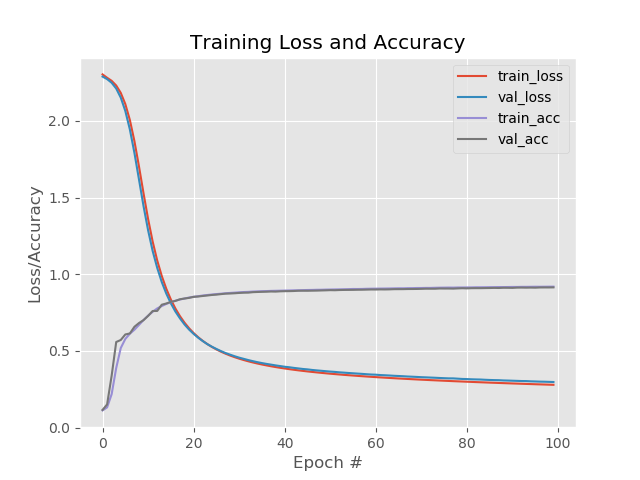 Training Loss and Accuracy
train_loss
val_loss
train_acc
val_acc
2.0
1.5
1.0
0.5
0.0
Loss/Accuracy
0 20 40 60 80 100
Epoch #